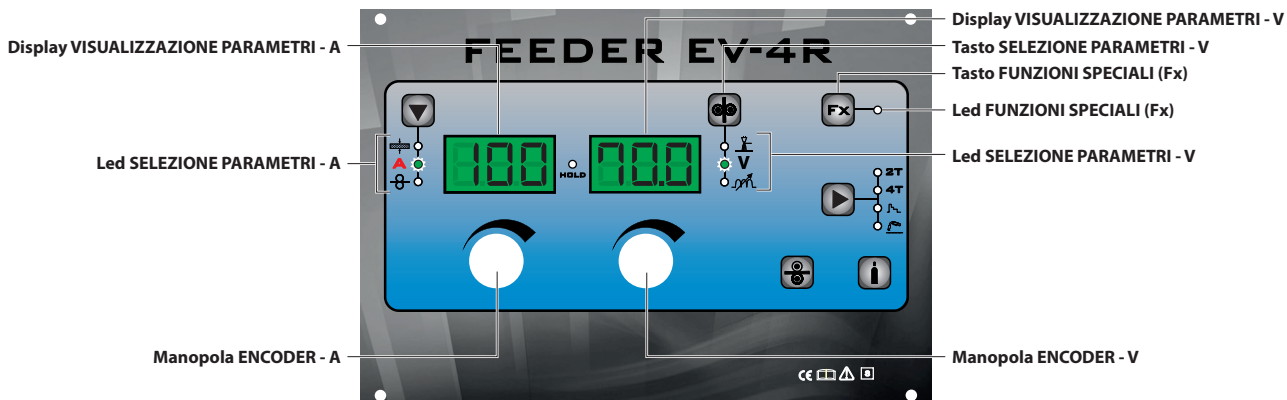 Display VISUALIZZAZIONE PARAMETRI - V
Display VISUALIZZAZIONE PARAMETRI - A
FEEDER EV-4R
Tasto SELEZIONE PARAMETRI - V
Tasto FUNZIONI SPECIALI (Fx)
FX
Led FUNZIONI SPECIALI (Fx)
Led SELEZIONE PARAMETRI - A
A
100
HOLD
70.0
V
Led SELEZIONE PARAMETRI - V
2T
4T
Manopola ENCODER - A
Manopola ENCODER - V
CE